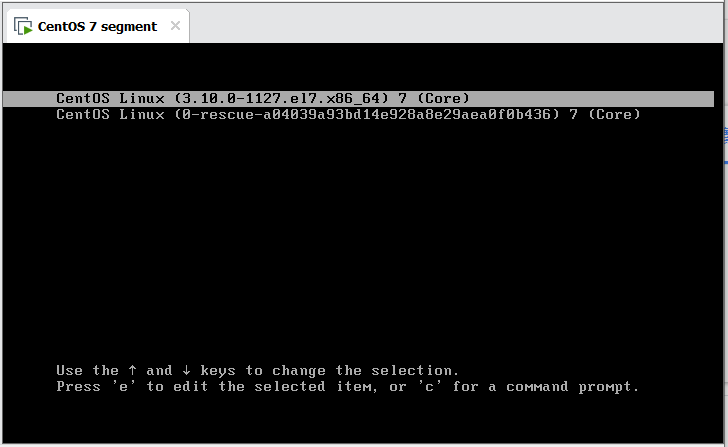 CentOS 7 segment
CentOS Linux (3.10.0-1127.el7.x86_64) 7 (Core)
CentOS Linux (0-rescue-a04039a93bd14e928a8e29aea0f0b436) 7 (Core)
Use the ↑ and ↓ keys to change the selection.
Press 'e' to edit the selected item, or 'c' for a command prompt.